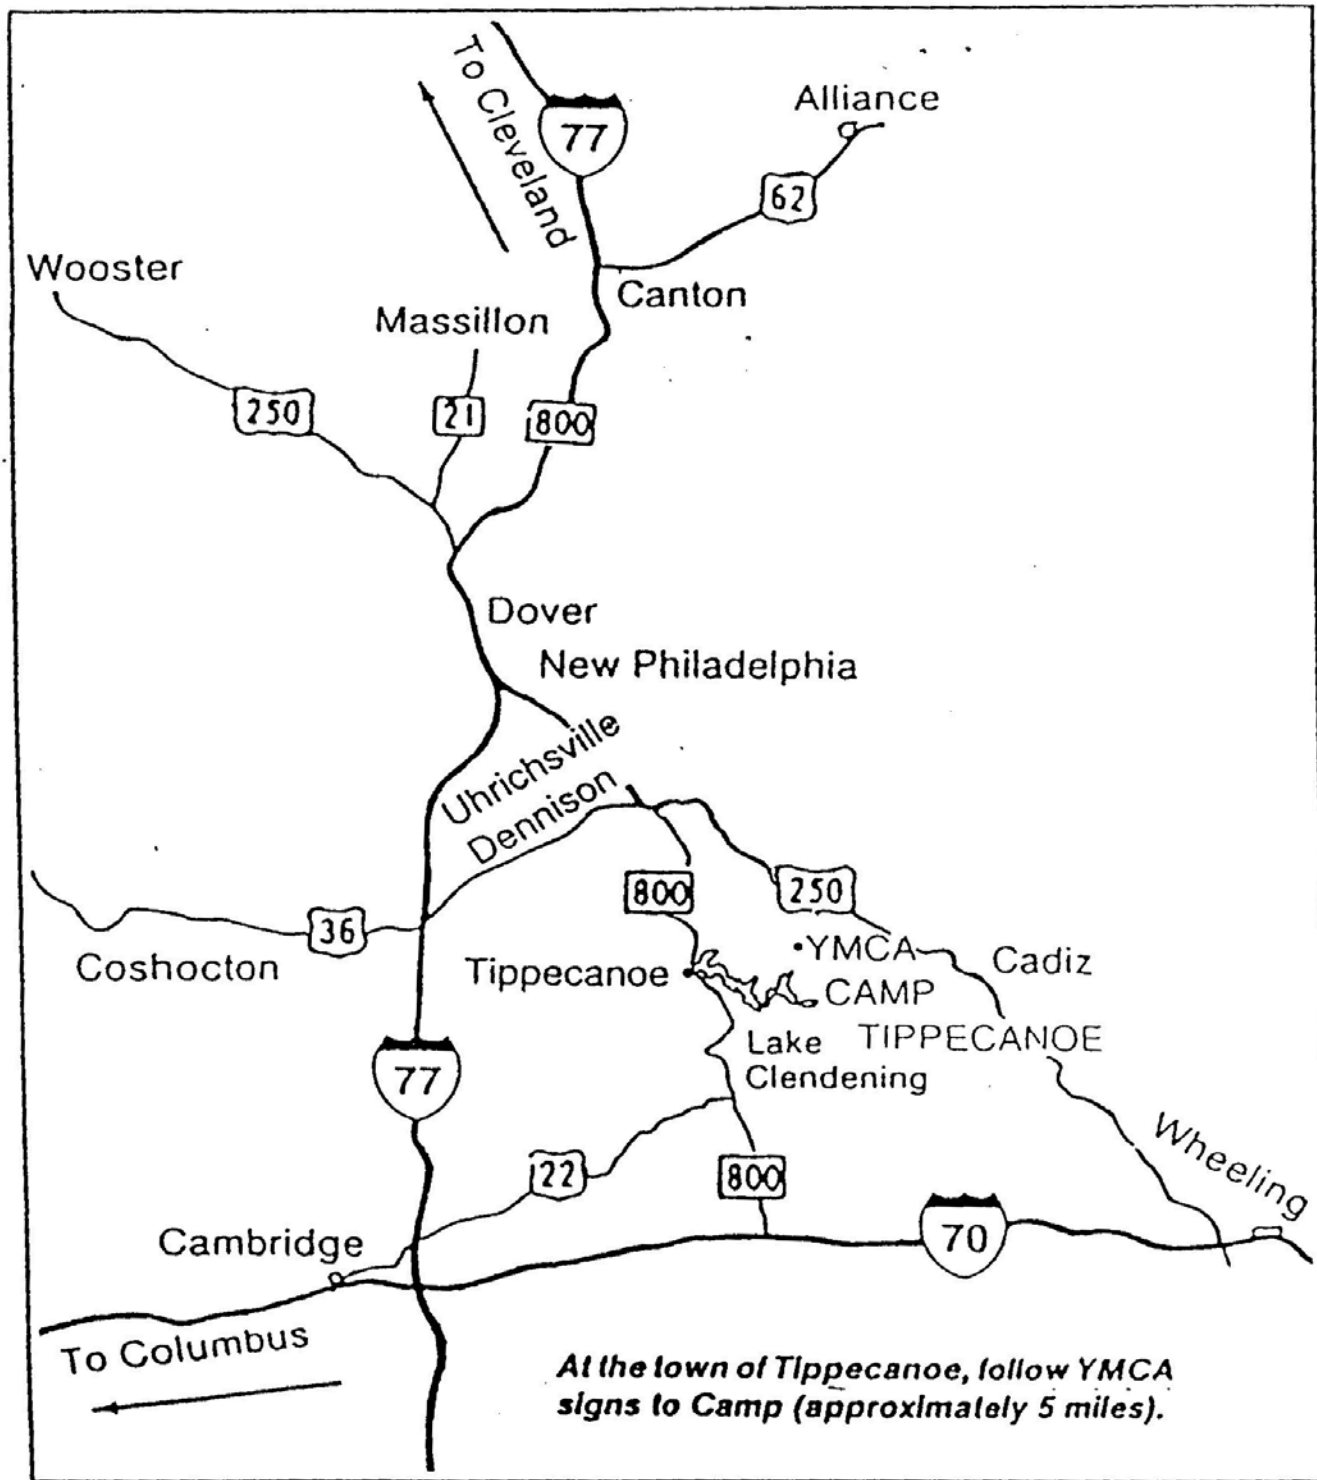 To Cleveland
77
Alliance
62
Wooster
Canton
Massillon
250
21
800
Dover
New Philadelphia
Uhrichsville
Dennison
800
250
36
YMCA
Cadiz
Coshocton
Tippecanoe
CAMP
Lake
TIPPECANOE
Clendening
77
Wheeling
22
800
Cambridge
70
To Columbus
At the town of Tippecanoe, follow YMCA
signs to Camp (approximately 5 miles).